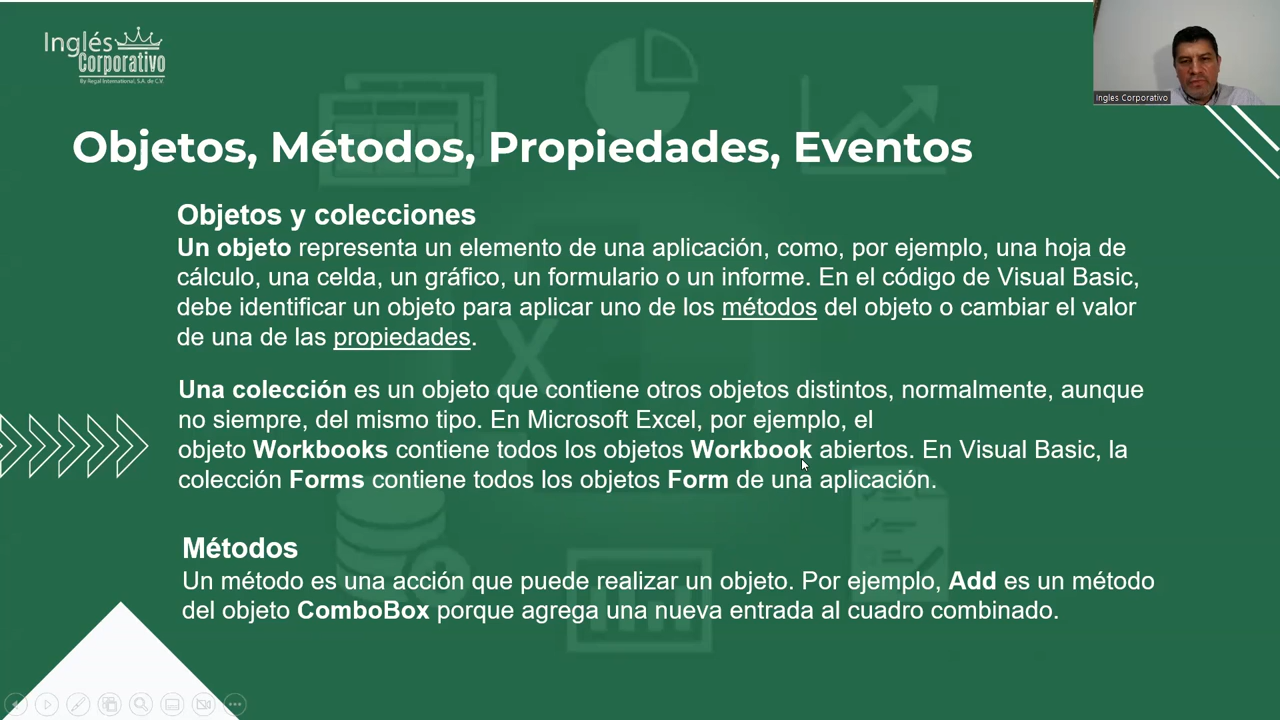 Inglés
Corporativo
By Regal International, S.A. de C.V.
Ingles Corporativo
Objetos, Métodos, Propiedades, Eventos
Objetos y colecciones
Un objeto representa un elemento de una aplicación, como, por ejemplo, una hoja de
cálculo, una celda, un gráfico, un formulario o un informe. En el código de Visual Basic,
debe identificar un objeto para aplicar uno de los métodos del objeto o cambiar el valor
de una de las propiedades.
Una colección es un objeto que contiene otros objetos distintos, normalmente, aunque
no siempre, del mismo tipo. En Microsoft Excel, por ejemplo, el
objeto Workbooks contiene todos los objetos Workbook abiertos. En Visual Basic, la
colección Forms contiene todos los objetos Form de una aplicación.
Métodos
Un método es una acción que puede realizar un objeto. Por ejemplo, Add es un método
del objeto ComboBox porque agrega una nueva entrada al cuadro combinado.